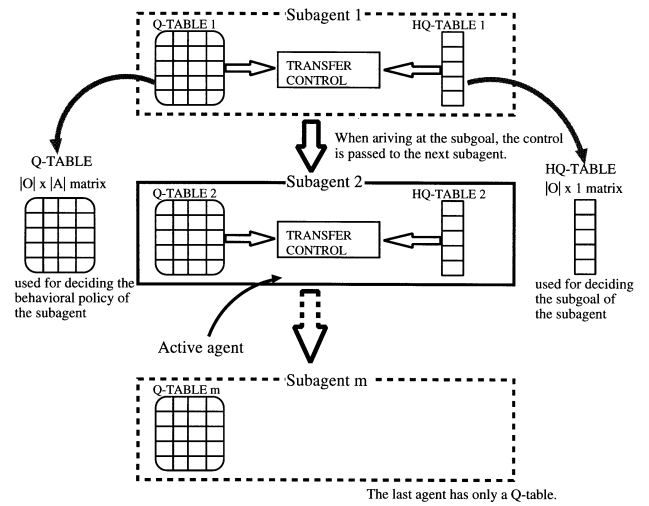 Subagent 1
Q-TABLE 1
HQ-TABLE 1
TRANSFER
CONTROL
When ariving at the subgoal, the control
is passed to the next subagent.
Q-TABLE
|O| x |A| matrix
used for deciding the
behavioral policy of
the subagent
HQ-TABLE
|O| x 1 matrix
used for deciding
the subgoal of
the subagent
Subagent 2
Q-TABLE 2
HQ-TABLE 2
TRANSFER
CONTROL
Active agent
Subagent m
Q-TABLE m
The last agent has only a Q-table.